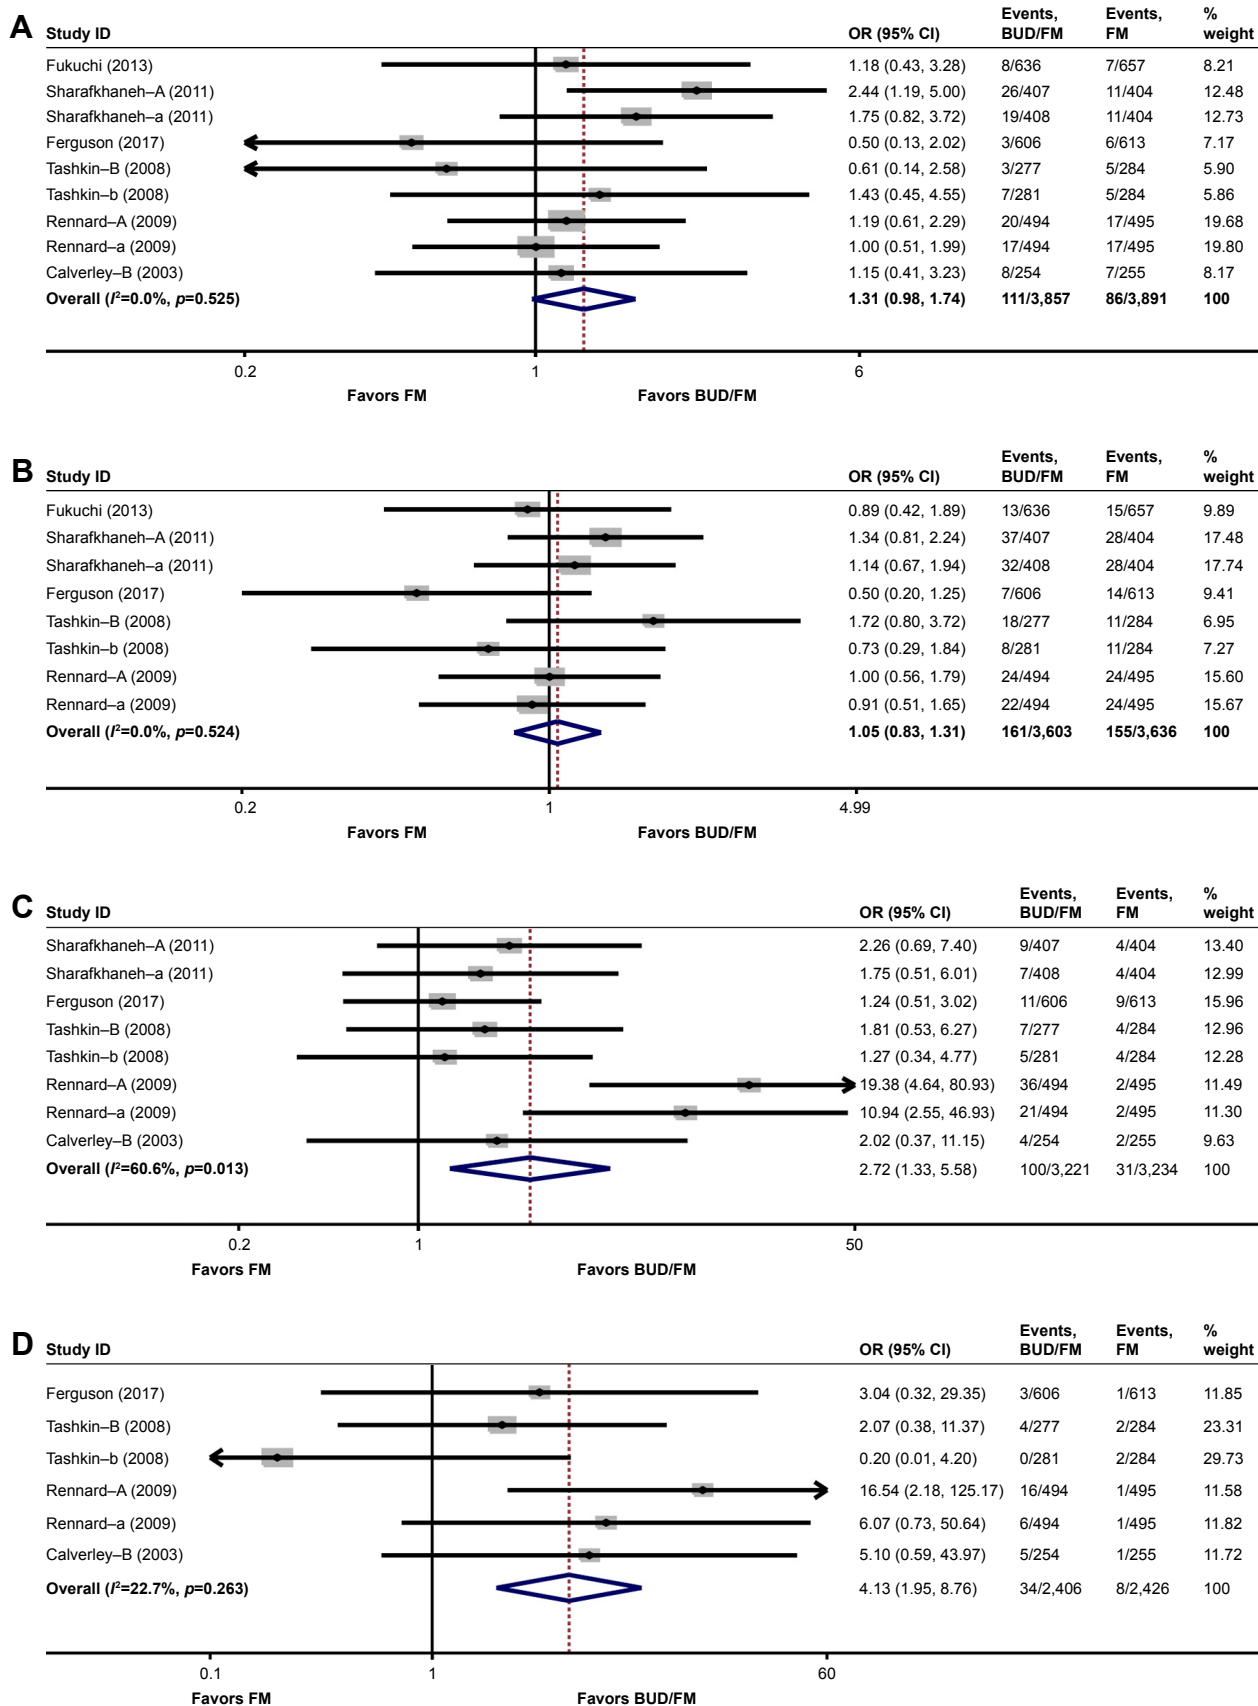 A
Study ID OR (95% CI) Events, BUD/FM Events, FM % weight
Fukuchi (2013) 1.18 (0.43, 3.28) 8/636 7/657 8.21
Sharafkhaneh–A (2011) 2.44 (1.19, 5.00) 26/407 11/404 12.48
Sharafkhaneh–a (2011) 1.75 (0.82, 3.72) 19/408 11/404 12.73
Ferguson (2017) 0.50 (0.13, 2.02) 3/606 6/613 7.17
Tashkin–B (2008) 0.61 (0.14, 2.58) 3/277 5/284 5.90
Tashkin–b (2008) 1.43 (0.45, 4.55) 7/281 5/284 5.86
Rennard–A (2009) 1.19 (0.61, 2.29) 20/494 17/495 19.68
Rennard–a (2009) 1.00 (0.51, 1.99) 17/494 17/495 19.80
Calverley–B (2003) 1.15 (0.41, 3.23) 8/254 7/255 8.17
Overall (I²=0.0%, p=0.525) 1.31 (0.98, 1.74) 111/3,857 86/3,891 100
0.2 1 6
Favors FM Favors BUD/FM
B
Study ID OR (95% CI) Events, BUD/FM Events, FM % weight
Fukuchi (2013) 0.89 (0.42, 1.89) 13/636 15/657 9.89
Sharafkhaneh–A (2011) 1.34 (0.81, 2.24) 37/407 28/404 17.48
Sharafkhaneh–a (2011) 1.14 (0.67, 1.94) 32/408 28/404 17.74
Ferguson (2017) 0.50 (0.20, 1.25) 7/606 14/613 9.41
Tashkin–B (2008) 1.72 (0.80, 3.72) 18/277 11/284 6.95
Tashkin–b (2008) 0.73 (0.29, 1.84) 8/281 11/284 7.27
Rennard–A (2009) 1.00 (0.56, 1.79) 24/494 24/495 15.60
Rennard–a (2009) 0.91 (0.51, 1.65) 22/494 24/495 15.67
Overall (I²=0.0%, p=0.524) 1.05 (0.83, 1.31) 161/3,603 155/3,636 100
0.2 1 4.99
Favors FM Favors BUD/FM
C
Study ID OR (95% CI) Events, BUD/FM Events, FM % weight
Sharafkhaneh–A (2011) 2.26 (0.69, 7.40) 9/407 4/404 13.40
Sharafkhaneh–a (2011) 1.75 (0.51, 6.01) 7/408 4/404 12.99
Ferguson (2017) 1.24 (0.51, 3.02) 11/606 9/613 15.96
Tashkin–B (2008) 1.81 (0.53, 6.27) 7/277 4/284 12.96
Tashkin–b (2008) 1.27 (0.34, 4.77) 5/281 4/284 12.28
Rennard–A (2009) 19.38 (4.64, 80.93) 36/494 2/495 11.49
Rennard–a (2009) 10.94 (2.55, 46.93) 21/494 2/495 11.30
Calverley–B (2003) 2.02 (0.37, 11.15) 4/254 2/255 9.63
Overall (I²=60.6%, p=0.013) 2.72 (1.33, 5.58) 100/3,221 31/3,234 100
0.2 1 50
Favors FM Favors BUD/FM
D
Study ID OR (95% CI) Events, BUD/FM Events, FM % weight
Ferguson (2017) 3.04 (0.32, 29.35) 3/606 1/613 11.85
Tashkin–B (2008) 2.07 (0.38, 11.37) 4/277 2/284 23.31
Tashkin–b (2008) 0.20 (0.01, 4.20) 0/281 2/284 29.73
Rennard–A (2009) 16.54 (2.18, 125.17) 16/494 1/495 11.58
Rennard–a (2009) 6.07 (0.73, 50.64) 6/494 1/495 11.82
Calverley–B (2003) 5.10 (0.59, 43.97) 5/254 1/255 11.72
Overall (I²=22.7%, p=0.263) 4.13 (1.95, 8.76) 34/2,406 8/2,426 100
0.1 1 60
Favors FM Favors BUD/FM